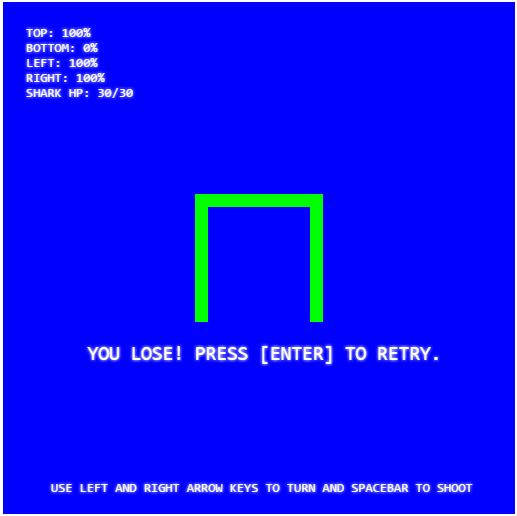 TOP: 100%
BOTTOM: 0%
LEFT: 100%
RIGHT: 100%
SHARK HP: 30/30
YOU LOSE! PRESS [ENTER] TO RETRY.
USE LEFT AND RIGHT ARROW KEYS TO TURN AND SPACEBAR TO SHOOT